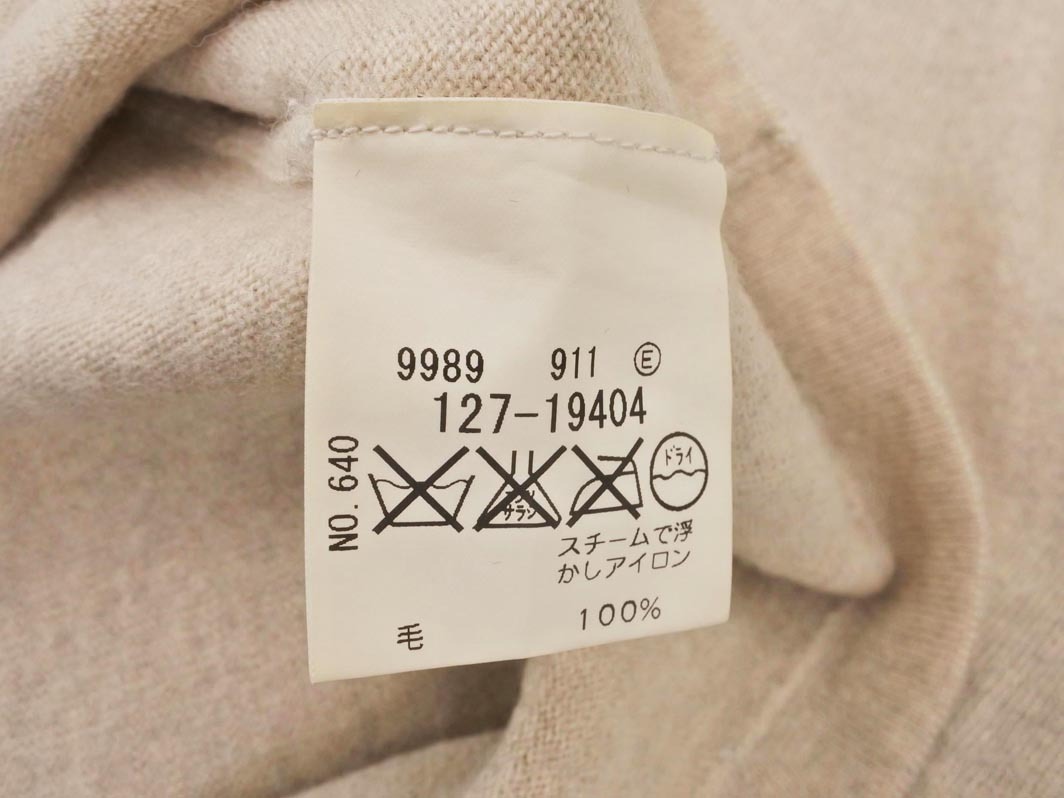 9989 911 Ⓔ
127-19404
NO. 640
エンソ
サラシ
ドライ
スチームで浮
かしアイロン
毛 100%